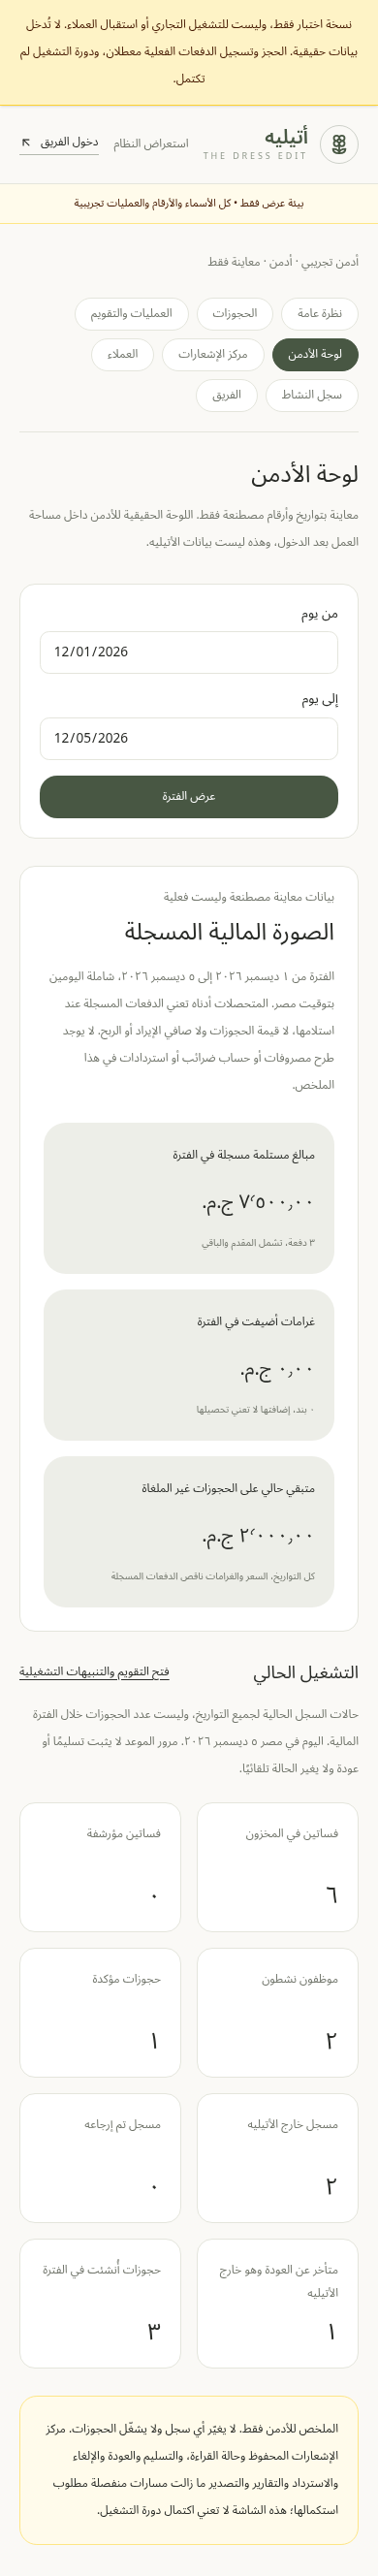 نسخة اختبار فقط، وليست للتشغيل التجاري أو استقبال العملاء. لا تُدخل
بيانات حقيقية. الحجز وتسجيل الدفعات الفعلية معطلان، ودورة التشغيل لم
تكتمل.
أتيليه
THE DRESS EDIT
استعراض النظام
دخول الفريق
بيئة عرض فقط • كل الأسماء والأرقام والعمليات تجريبية
أدمن تجريبي · أدمن · معاينة فقط
نظرة عامة
الحجوزات
العمليات والتقويم
لوحة الأدمن
مركز الإشعارات
العملاء
سجل النشاط
الفريق
لوحة الأدمن
معاينة بتواريخ وأرقام مصطنعة فقط. اللوحة الحقيقية للأدمن داخل مساحة
العمل بعد الدخول، وهذه ليست بيانات الأتيليه.
من يوم
12/01/2026
إلى يوم
12/05/2026
عرض الفترة
بيانات معاينة مصطنعة وليست فعلية
الصورة المالية المسجلة
الفترة من ١ ديسمبر ٢٠٢٦ إلى ٥ ديسمبر ٢٠٢٦، شاملة اليومين
بتوقيت مصر. المتحصلات أدناه تعني الدفعات المسجلة عند
استلامها، لا قيمة الحجوزات ولا صافي الإيراد أو الربح. لا يوجد
طرح مصروفات أو حساب ضرائب أو استردادات في هذا
الملخص.
مبالغ مستلمة مسجلة في الفترة
٧٬٥٠٠٫٠٠ ج.م.
٣ دفعة، تشمل المقدم والباقي
غرامات أضيفت في الفترة
٠٫٠٠ ج.م.
٠ بند، إضافتها لا تعني تحصيلها
متبقي حالي على الحجوزات غير الملغاة
٢٬٠٠٠٫٠٠ ج.م.
كل التواريخ، السعر والغرامات ناقص الدفعات المسجلة
التشغيل الحالي
فتح التقويم والتنبيهات التشغيلية
حالات السجل الحالية لجميع التواريخ، وليست عدد الحجوزات خلال الفترة
المالية. اليوم في مصر ٥ ديسمبر ٢٠٢٦. مرور الموعد لا يثبت تسليمًا أو
عودة ولا يغير الحالة تلقائيًا.
فساتين في المخزون
٦
فساتين مؤرشفة
٠
موظفون نشطون
٢
حجوزات مؤكدة
١
مسجل خارج الأتيليه
٢
مسجل تم إرجاعه
٠
متأخر عن العودة وهو خارج
الأتيليه
١
حجوزات أُنشئت في الفترة
٣
الملخص للأدمن فقط. لا يغيّر أي سجل ولا يشغّل الحجوزات. مركز
الإشعارات المحفوظ وحالة القراءة، والتسليم والعودة والإلغاء
والاسترداد والتقارير والتصدير ما زالت مسارات منفصلة مطلوب
استكمالها؛ هذه الشاشة لا تعني اكتمال دورة التشغيل.